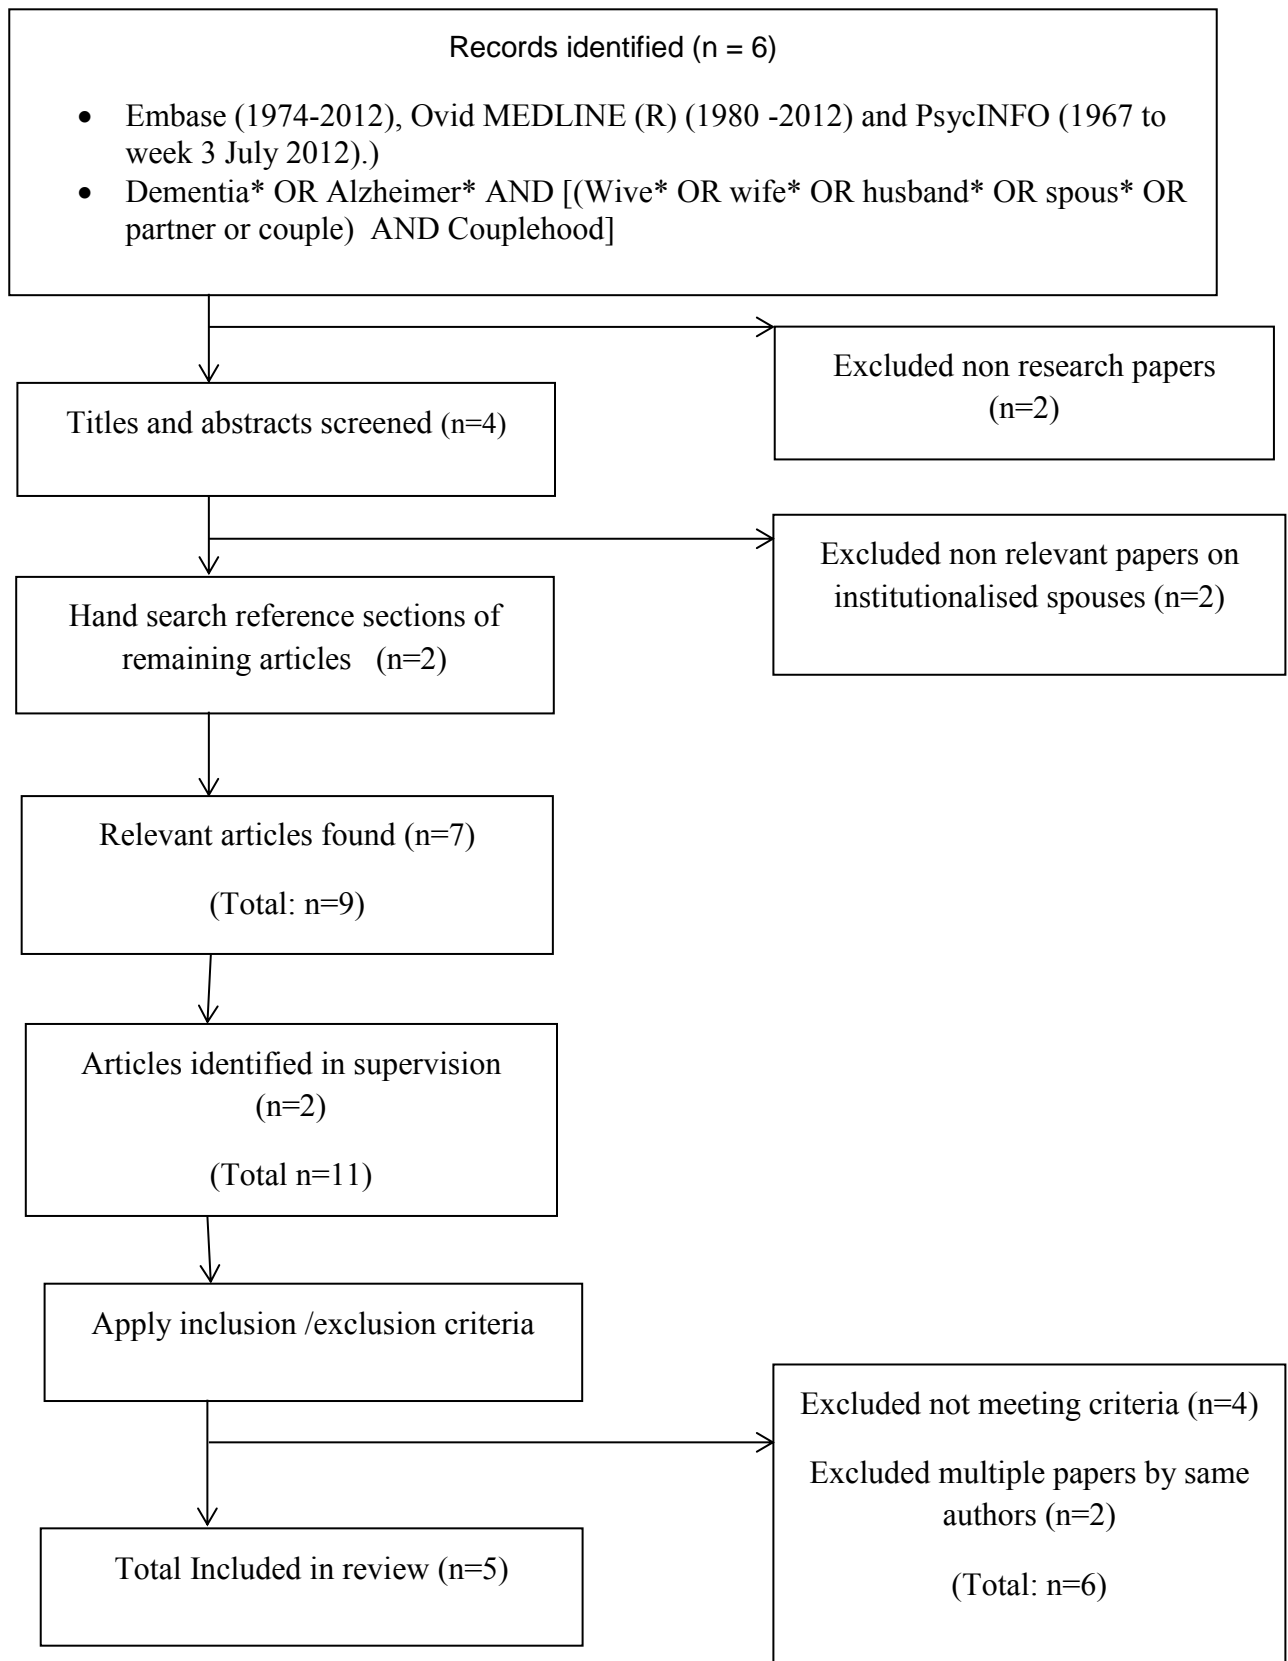 Records identified (n = 6)
• Embase (1974-2012), Ovid MEDLINE (R) (1980 -2012) and PsycINFO (1967 to
week 3 July 2012).)
• Dementia* OR Alzheimer* AND [(Wive* OR wife* OR husband* OR spous* OR
partner or couple)  AND Couplehood]
Excluded non research papers
(n=2)
Titles and abstracts screened (n=4)
Excluded non relevant papers on
institutionalised spouses (n=2)
Hand search reference sections of
remaining articles   (n=2)
Relevant articles found (n=7)
(Total: n=9)
Articles identified in supervision
(n=2)
(Total n=11)
Apply inclusion /exclusion criteria
Excluded not meeting criteria (n=4)
Excluded multiple papers by same
authors (n=2)
(Total: n=6)
Total Included in review (n=5)